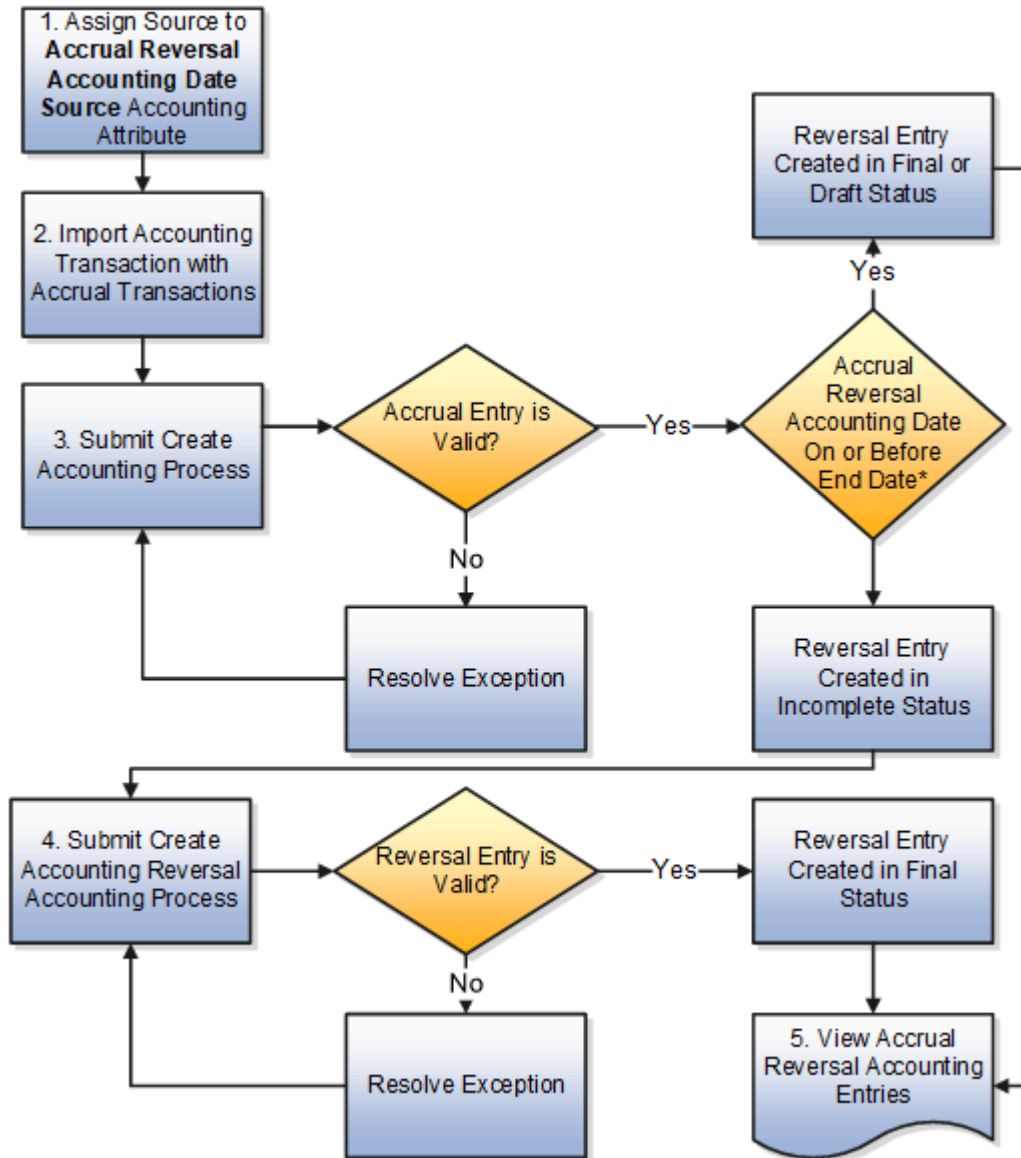 1. Assign Source to
Accrual Reversal
Accounting Date
Source Accounting
Attribute
2. Import Accounting
Transaction with
Accrual Transactions
3. Submit Create
Accounting Process
Accrual Entry is
Valid?
Yes
No
Resolve Exception
Accrual
Reversal
Accounting Date
On or Before
End Date*
Yes
Reversal Entry
Created in Final or
Draft Status
Reversal Entry
Created in
Incomplete Status
4. Submit Create
Accounting Reversal
Accounting Process
Reversal Entry is
Valid?
Yes
No
Resolve Exception
Reversal Entry
Created in Final
Status
5. View Accrual
Reversal Accounting
Entries